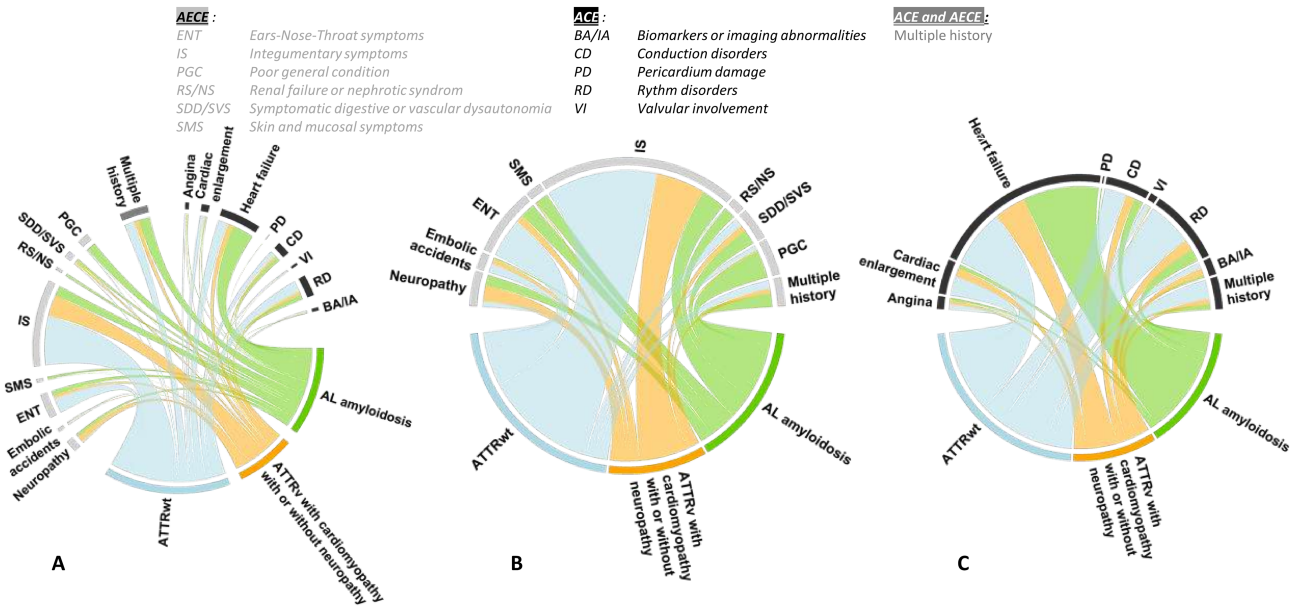 AECE :
ENT Ears-Nose-Throat symptoms
IS Integumentary symptoms
PGC Poor general condition
RS/NS Renal failure or nephrotic syndrom
SDD/SVS Symptomatic digestive or vascular dysautonomia
SMS Skin and mucosal symptoms
ACE :
BA/IA Biomarkers or imaging abnormalities
CD Conduction disorders
PD Pericardium damage
RD Rythm disorders
VI Valvular involvement
ACE and AECE :
Multiple history
Neuropathy
Embolic
accidents
ENT
SMS
IS
RS/NS
SDD/SVS
PGC
Multiple
history
Angina
Cardiac
enlargement
Heart failure
PD
CD
VI
RD
BA/IA
AL amyloidosis
ATTRv with cardiomyopathy
with or without neuropathy
ATTRwt
A
Neuropathy
Embolic
accidents
ENT
SMS
IS
RS/NS
SDD/SVS
PGC
Multiple
history
AL amyloidosis
ATTRv with
cardiomyopathy
with or without
neuropathy
ATTRwt
B
Angina
Cardiac
enlargement
Heart failure
PD
CD
VI
RD
BA/IA
Multiple
history
AL amyloidosis
ATTRv with
cardiomyopathy
with or without
neuropathy
ATTRwt
C